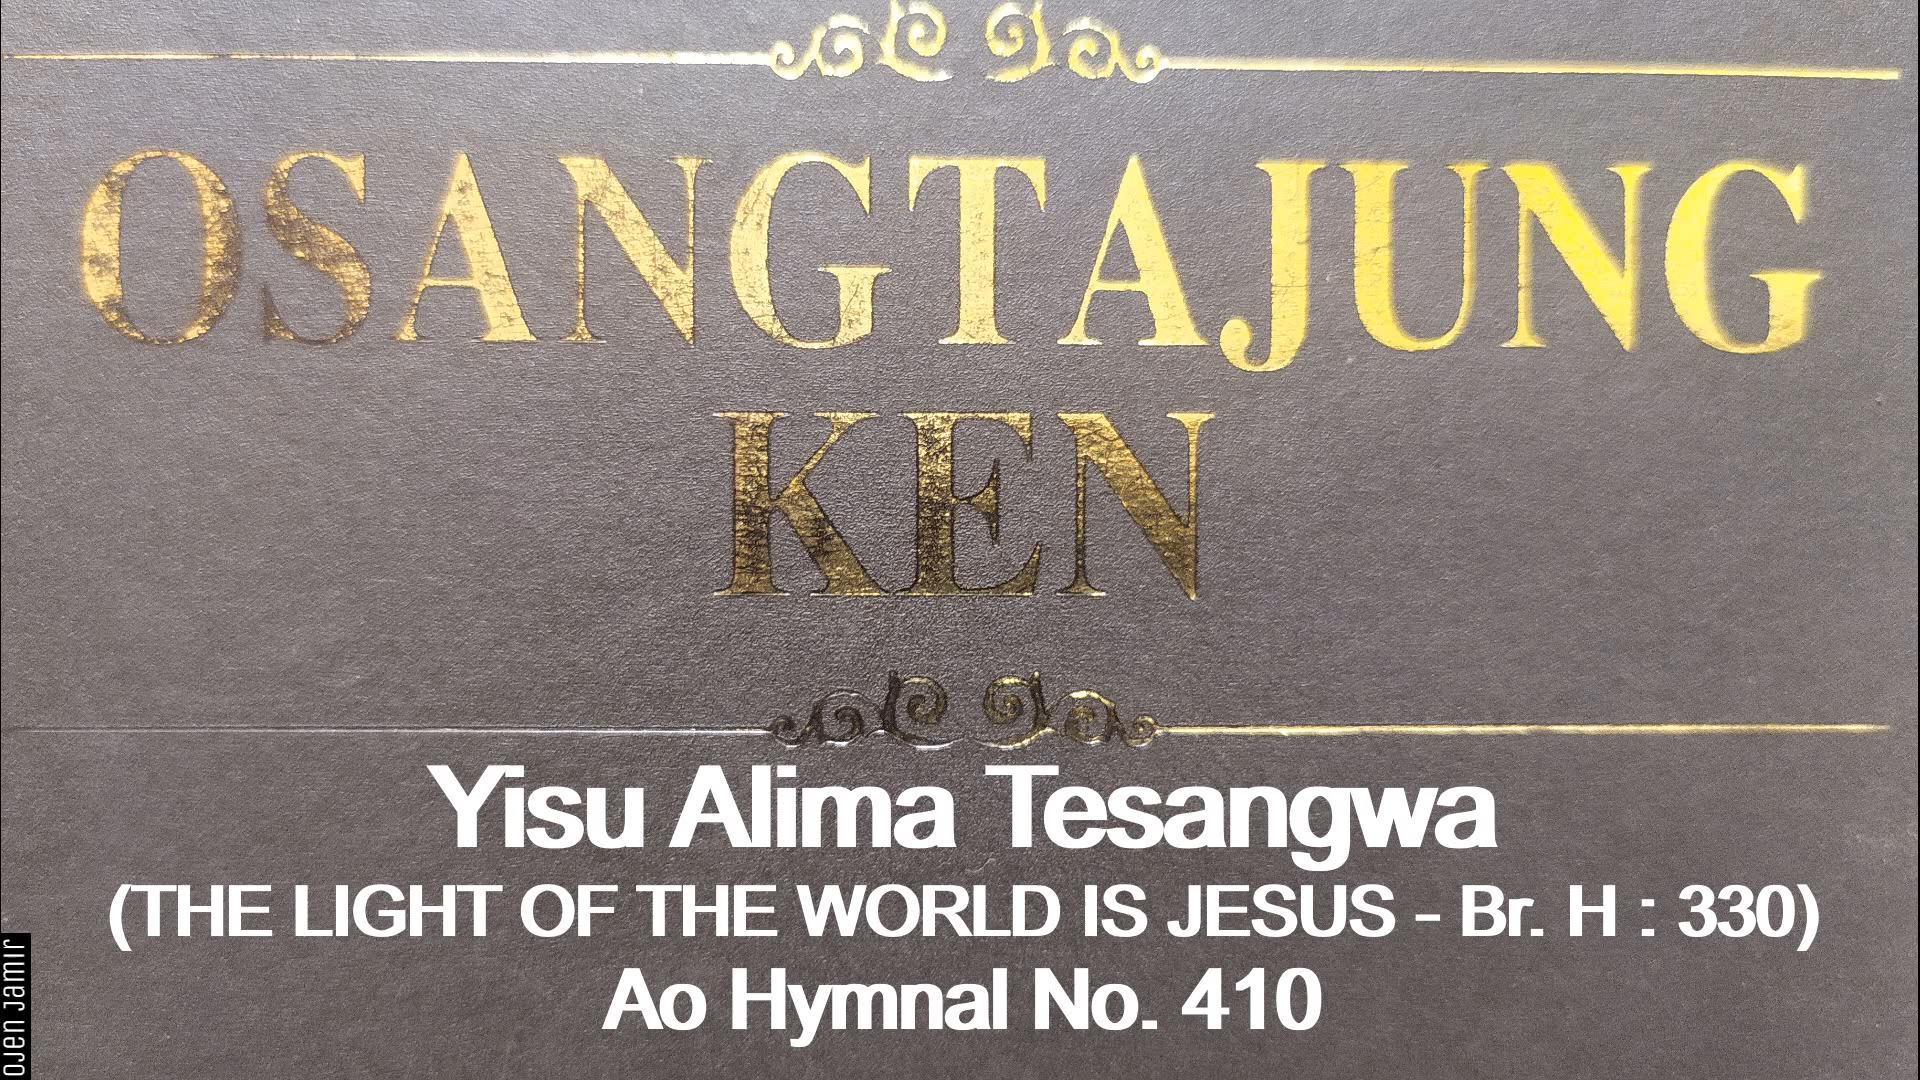 OSANGTAJUNG
KEN
Yisu Alima Tesangwa
(THE LIGHT OF THE WORLD IS JESUS - Br. H : 330)
Ao Hymnal No. 410
Ojen Jamir